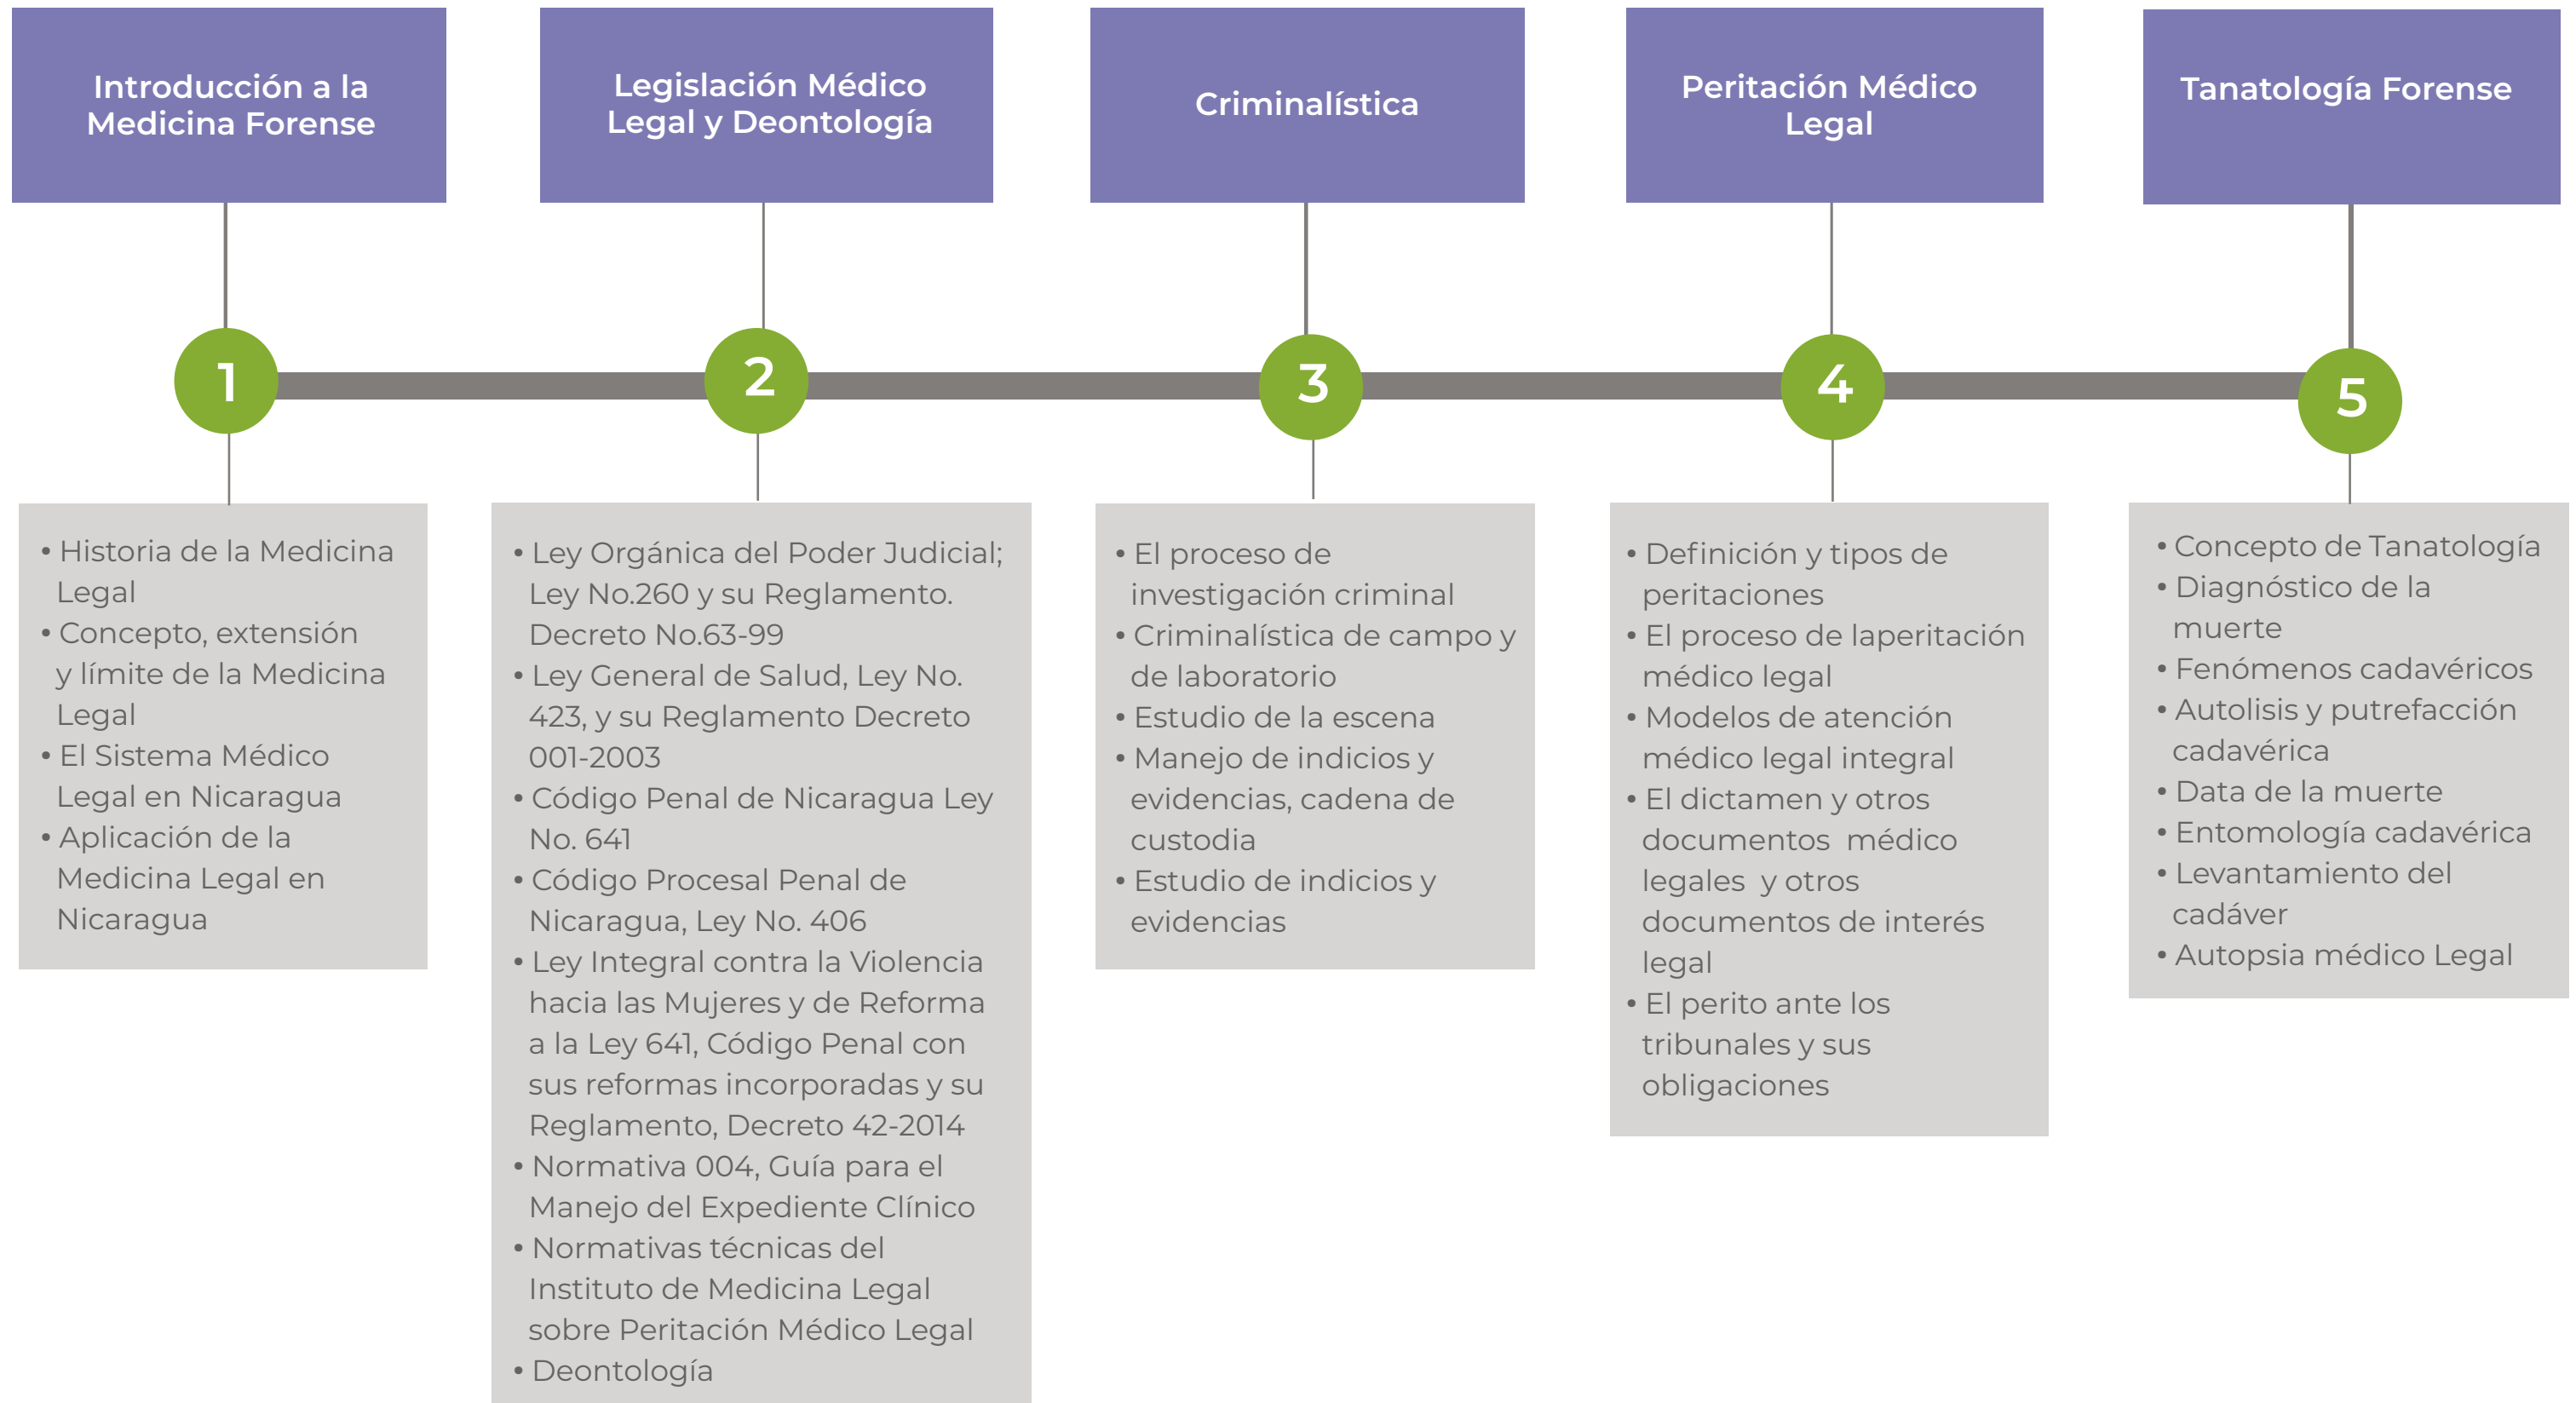 Introducción a la
Medicina Forense
Legislación Médico
Legal y Deontología
Criminalística
Peritación Médico
Legal
Tanatología Forense
1
2
3
4
5
• Historia de la Medicina
Legal
• Concepto, extensión
y límite de la Medicina
Legal
• El Sistema Médico
Legal en Nicaragua
• Aplicación de la
Medicina Legal en
Nicaragua
• Ley Orgánica del Poder Judicial;
Ley No.260 y su Reglamento.
Decreto No.63-99
• Ley General de Salud, Ley No.
423, y su Reglamento Decreto
001-2003
• Código Penal de Nicaragua Ley
No. 641
• Código Procesal Penal de
Nicaragua, Ley No. 406
• Ley Integral contra la Violencia
hacia las Mujeres y de Reforma
a la Ley 641, Código Penal con
sus reformas incorporadas y su
Reglamento, Decreto 42-2014
• Normativa 004, Guía para el
Manejo del Expediente Clínico
• Normativas técnicas del
Instituto de Medicina Legal
sobre Peritación Médico Legal
• Deontología
• El proceso de
investigación criminal
• Criminalística de campo y
de laboratorio
• Estudio de la escena
• Manejo de indicios y
evidencias, cadena de
custodia
• Estudio de indicios y
evidencias
• Definición y tipos de
peritaciones
• El proceso de laperitación
médico legal
• Modelos de atención
médico legal integral
• El dictamen y otros
documentos  médico
legales  y otros
documentos de interés
legal
• El perito ante los
tribunales y sus
obligaciones
• Concepto de Tanatología
• Diagnóstico de la
muerte
• Fenómenos cadavéricos
• Autolisis y putrefacción
cadavérica
• Data de la muerte
• Entomología cadavérica
• Levantamiento del
cadáver
• Autopsia médico Legal